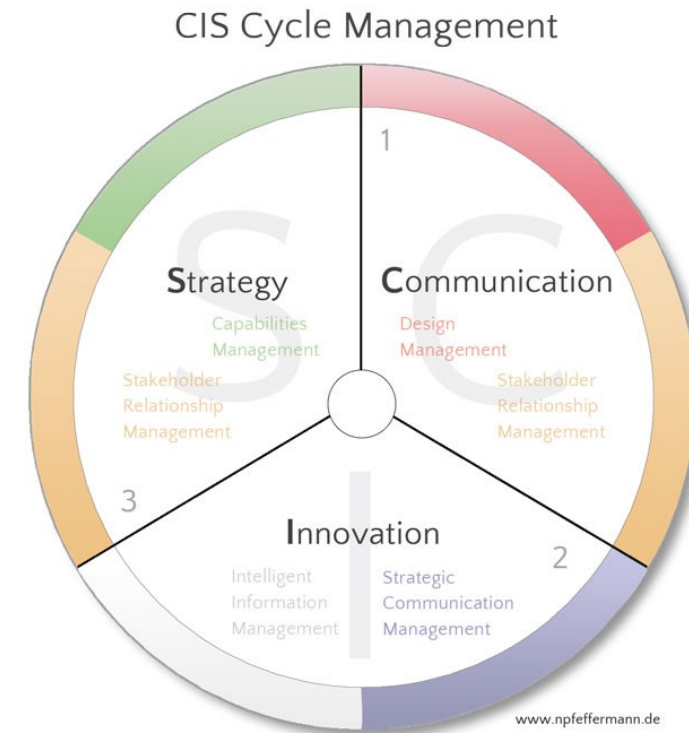 CIS Cycle Management
1
S
C
Strategy
Communication
Capabilities
Management
Design
Management
Stakeholder
Relationship
Management
Stakeholder
Relationship
Management
3
2
I
Innovation
Intelligent
Information
Management
Strategic
Communication
Management
www.npfeffermann.de